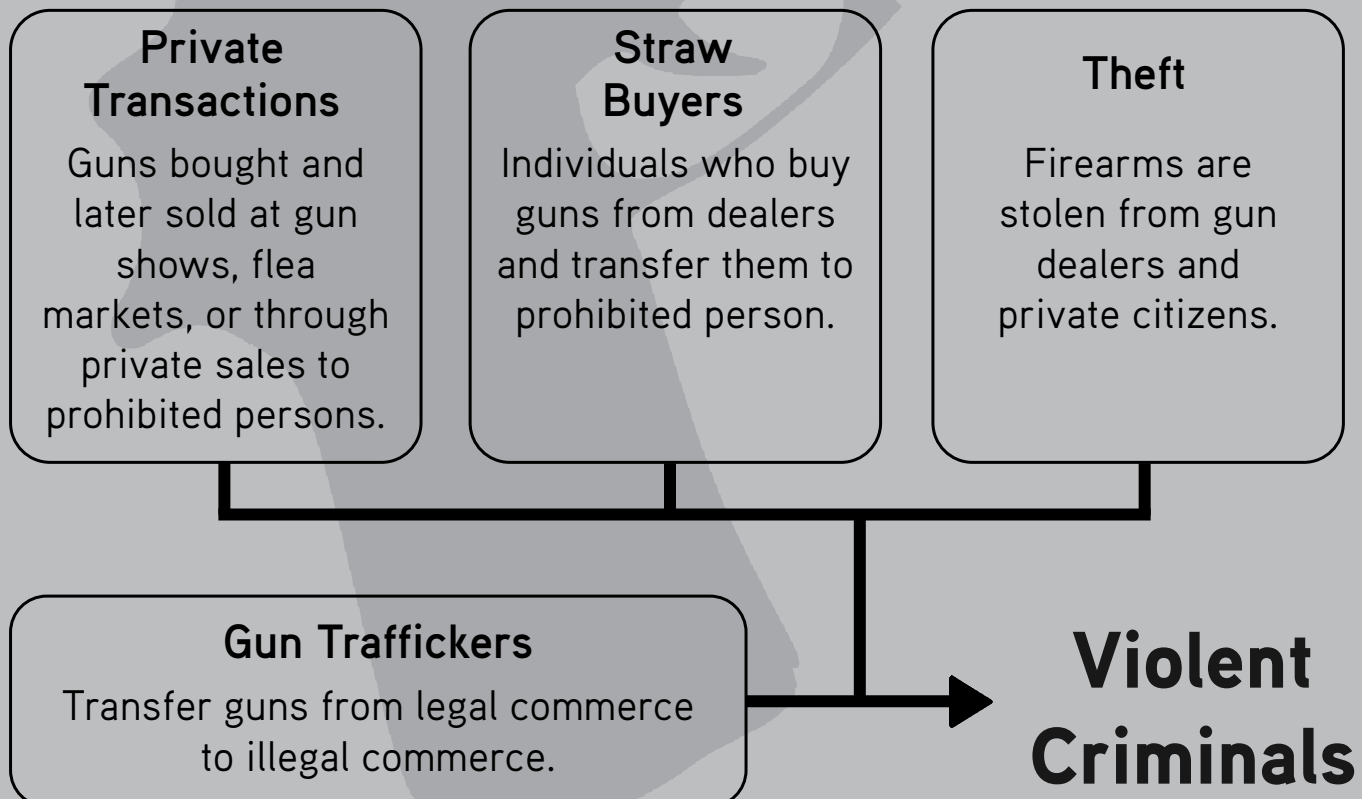 Private
Transactions
Guns bought and
later sold at gun
shows, flea
markets, or through
private sales to
prohibited persons.
Straw
Buyers
Individuals who buy
guns from dealers
and transfer them to
prohibited person.
Theft
Firearms are
stolen from gun
dealers and
private citizens.
Gun Traffickers
Transfer guns from legal commerce
to illegal commerce.
Violent
Criminals